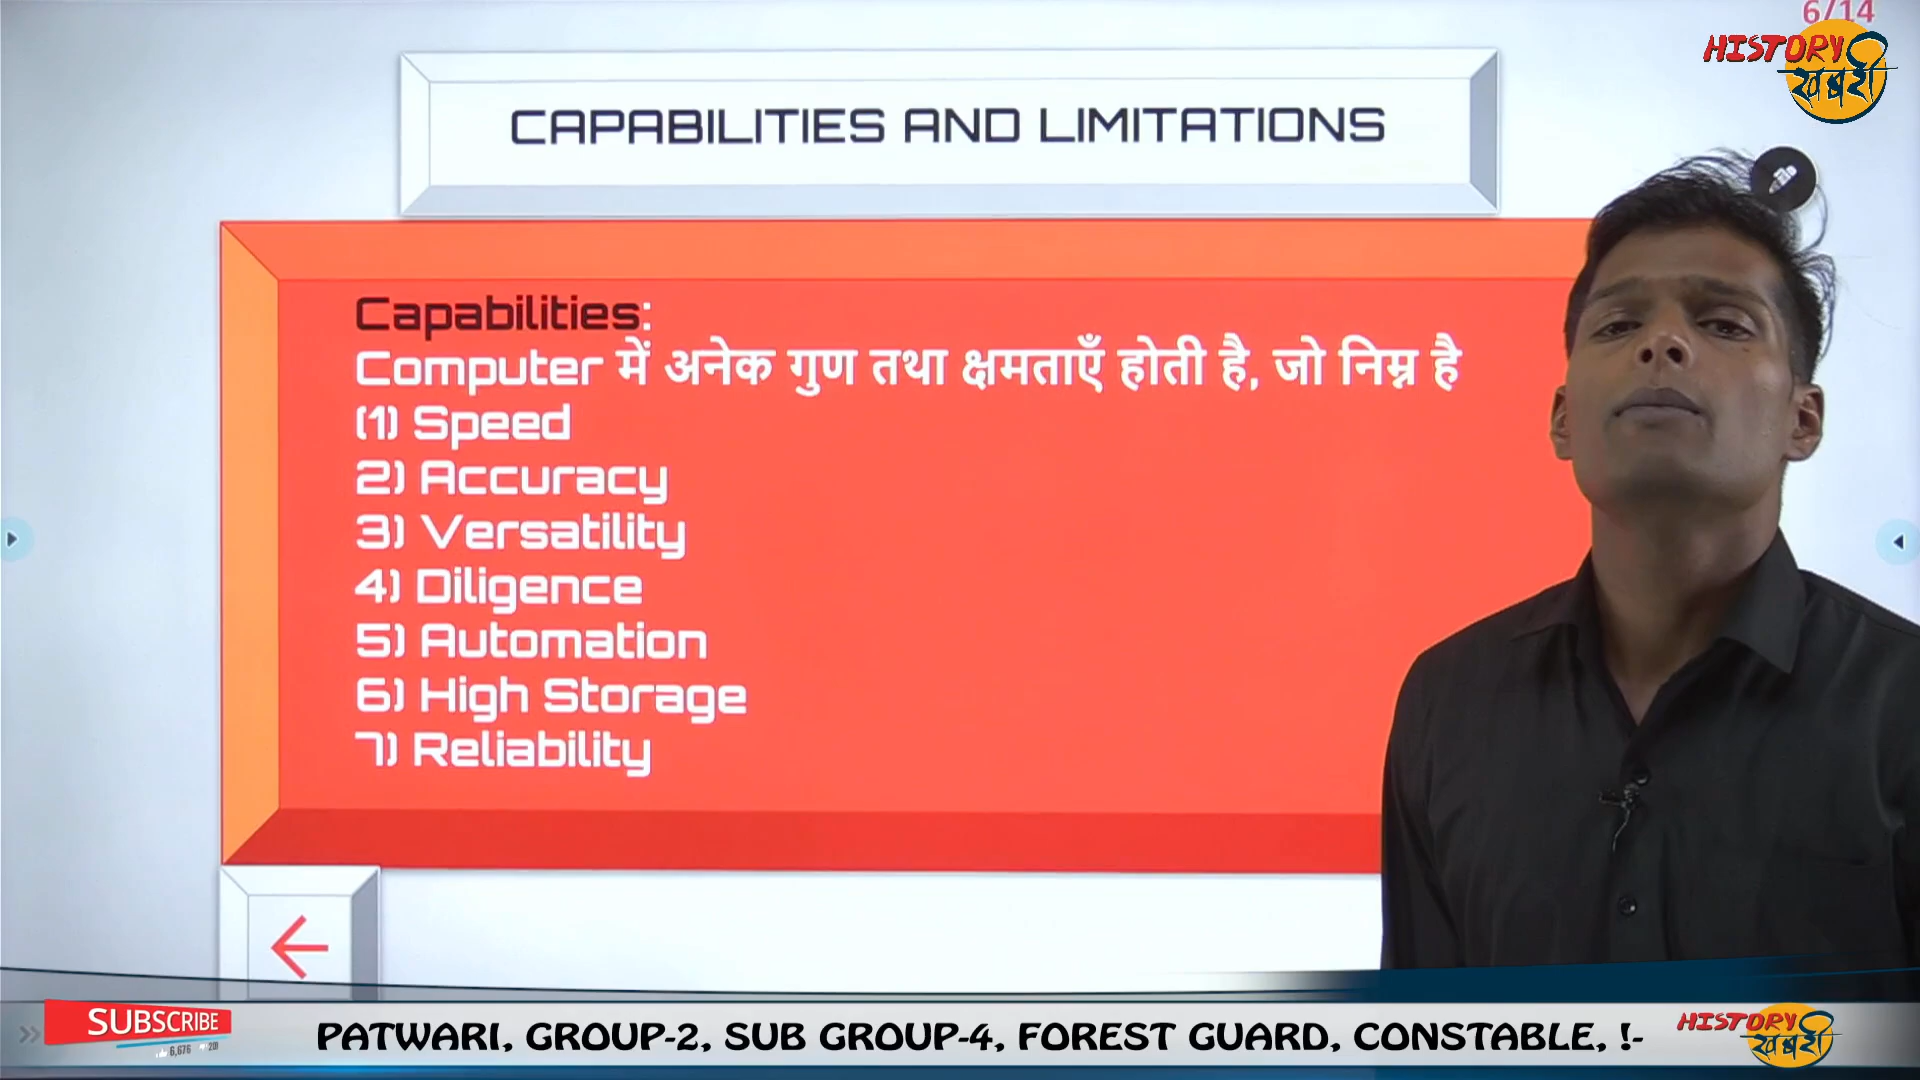 6/14
HISTORY
खबरी
CAPABILITIES AND LIMITATIONS
Capabilities:
Computer में अनेक गुण तथा क्षमताएँ होती है, जो निम्न है
(1) Speed
2) Accuracy
3) Versatility
4) Diligence
5) Automation
6) High Storage
7) Reliability
SUBSCRIBE
6,676
PATWARI, GROUP-2, SUB GROUP-4, FOREST GUARD, CONSTABLE, !-
HISTORY
खबरी